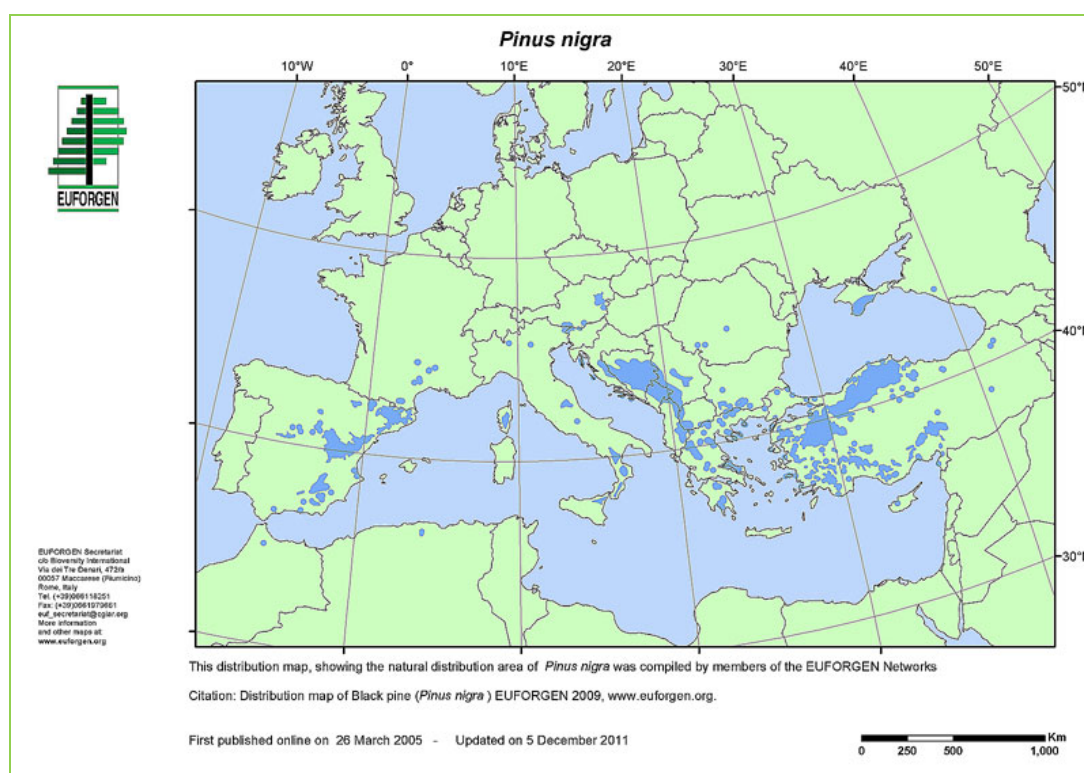 Pinus nigra
10°W 0° 10°E 20°E 30°E 40°E 50°E
50°N
40°N
30°N
EUFORGEN
EUFORGEN Secretariat
c/o Bioversity International
Via dei Tre Denari, 472/a
00057 Maccarese (Fiumicino)
Rome, Italy
Tel. (+39)066118251
Fax: (+39)0661979661
euf_secretariat@cgiar.org
More information
and other maps at:
www.euforgen.org
This distribution map, showing the natural distribution area of Pinus nigra was compiled by members of the EUFORGEN Networks
Citation: Distribution map of Black pine (Pinus nigra ) EUFORGEN 2009, www.euforgen.org.
First published online on 26 March 2005 - Updated on 5 December 2011
Km
0 250 500 1,000